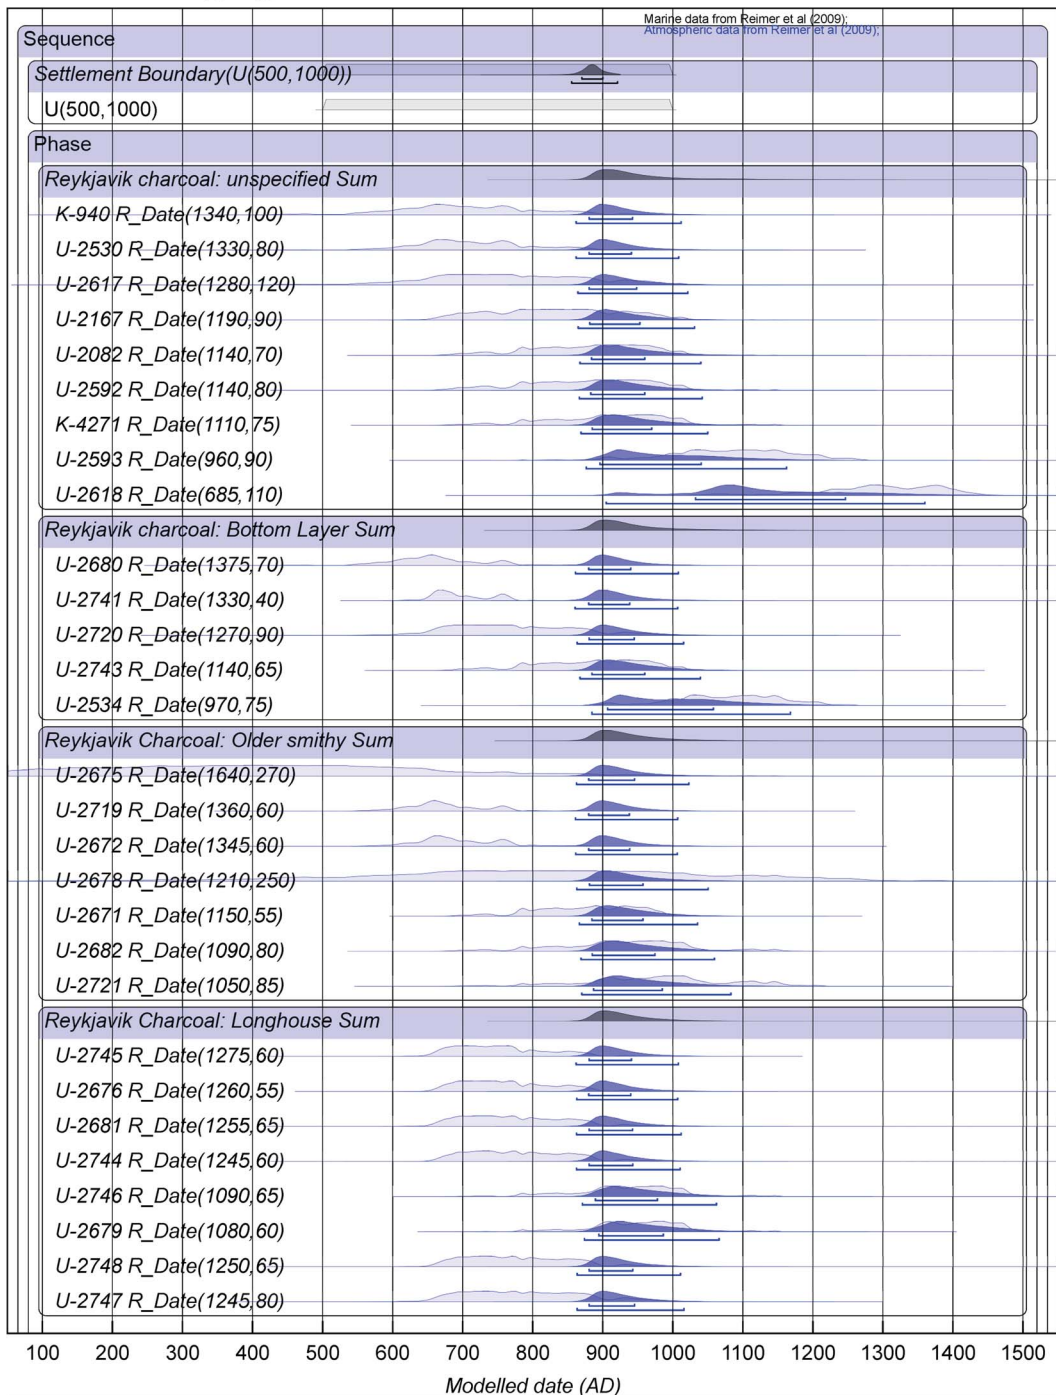 Marine data from Reimer et al (2009);
Atmospheric data from Reimer et al (2009);
Sequence
Settlement Boundary(U(500,1000))
U(500,1000)
Phase
Reykjavik charcoal: unspecified Sum
K-940 R_Date(1340,100)
U-2530 R_Date(1330,80)
U-2617 R_Date(1280,120)
U-2167 R_Date(1190,90)
U-2082 R_Date(1140,70)
U-2592 R_Date(1140,80)
K-4271 R_Date(1110,75)
U-2593 R_Date(960,90)
U-2618 R_Date(685,110)
Reykjavik charcoal: Bottom Layer Sum
U-2680 R_Date(1375,70)
U-2741 R_Date(1330,40)
U-2720 R_Date(1270,90)
U-2743 R_Date(1140,65)
U-2534 R_Date(970,75)
Reykjavik Charcoal: Older smithy Sum
U-2675 R_Date(1640,270)
U-2719 R_Date(1360,60)
U-2672 R_Date(1345,60)
U-2678 R_Date(1210,250)
U-2671 R_Date(1150,55)
U-2682 R_Date(1090,80)
U-2721 R_Date(1050,85)
Reykjavik Charcoal: Longhouse Sum
U-2745 R_Date(1275,60)
U-2676 R_Date(1260,55)
U-2681 R_Date(1255,65)
U-2744 R_Date(1245,60)
U-2746 R_Date(1090,65)
U-2679 R_Date(1080,60)
U-2748 R_Date(1250,65)
U-2747 R_Date(1245,80)
100 200 300 400 500 600 700 800 900 1000 1100 1200 1300 1400 1500
Modelled date (AD)